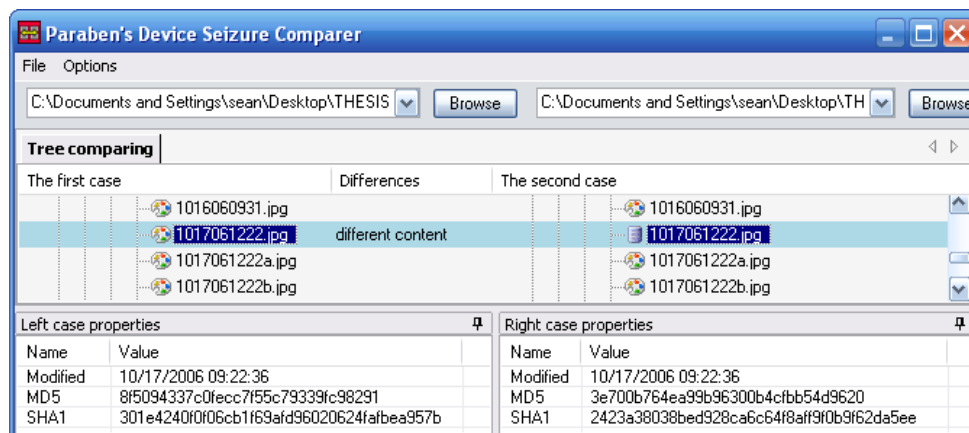 Paraben's Device Seizure Comparer
File Options
C:\Documents and Settings\sean\Desktop\THESIS Browse C:\Documents and Settings\sean\Desktop\TH Browse
Tree comparing
The first case Differences The second case
1016060931.jpg 1016060931.jpg
1017061222.jpg different content 1017061222.jpg
1017061222a.jpg 1017061222a.jpg
1017061222b.jpg 1017061222b.jpg
Left case properties Right case properties
Name Value Name Value
Modified 10/17/2006 09:22:36 Modified 10/17/2006 09:22:36
MD5 8f5094337c0fecc7f55c79339fc98291 MD5 3e700b764ea99b96300b4cfbb54d9620
SHA1 301e4240f0f06cb1f69afd96020624fafbea957b SHA1 2423a38038bed928ca6c64f8aff9f0b9f62da5ee